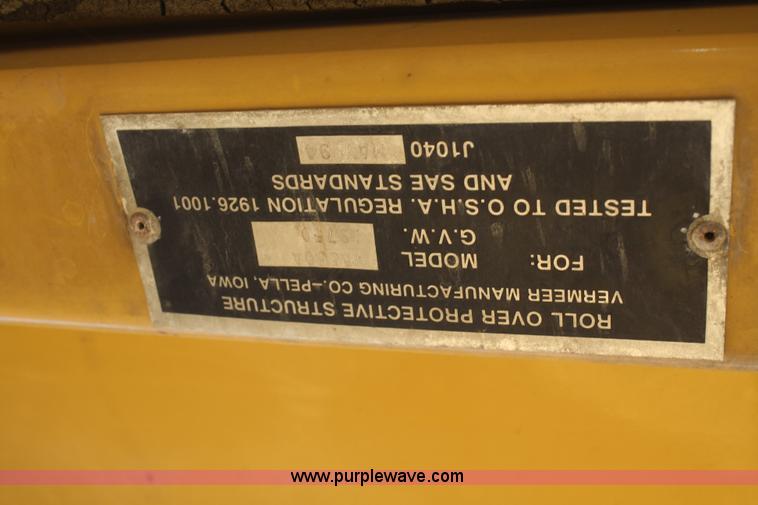 ROLL OVER PROTECTIVE STRUCTURE
VERMEER MANUFACTURING CO.-PELLA, IOWA
FOR: MODEL
G.V.W.
TESTED TO O.S.H.A. REGULATION 1926.1001
AND SAE STANDARDS
J1040
www.purplewave.com